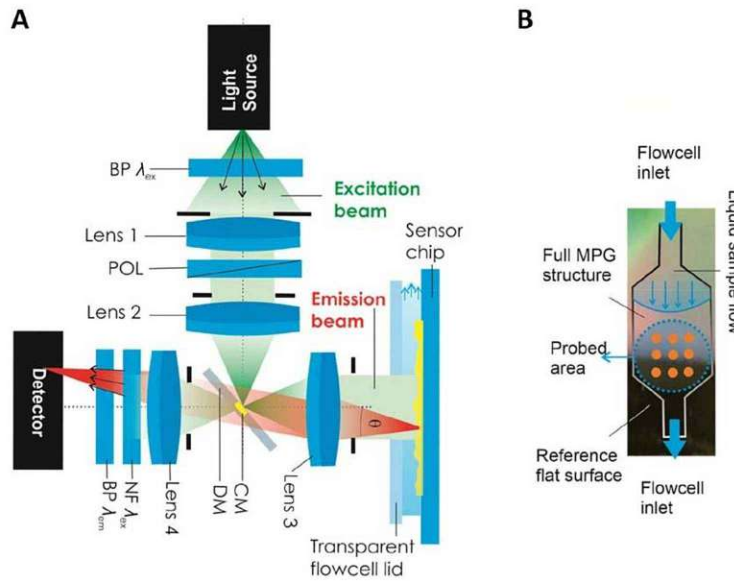 A
Light
Source
BP λex
Excitation
beam
Lens 1
POL
Lens 2
Emission
beam
Sensor
chip
Detector
θ
BP λem
NF λex
Lens 4
DM
CM
Lens 3
Transparent
flowcell lid
B
Flowcell
inlet
Full MPG
structure
Liquid sample flow
Probed
area
Reference
flat surface
Flowcell
inlet